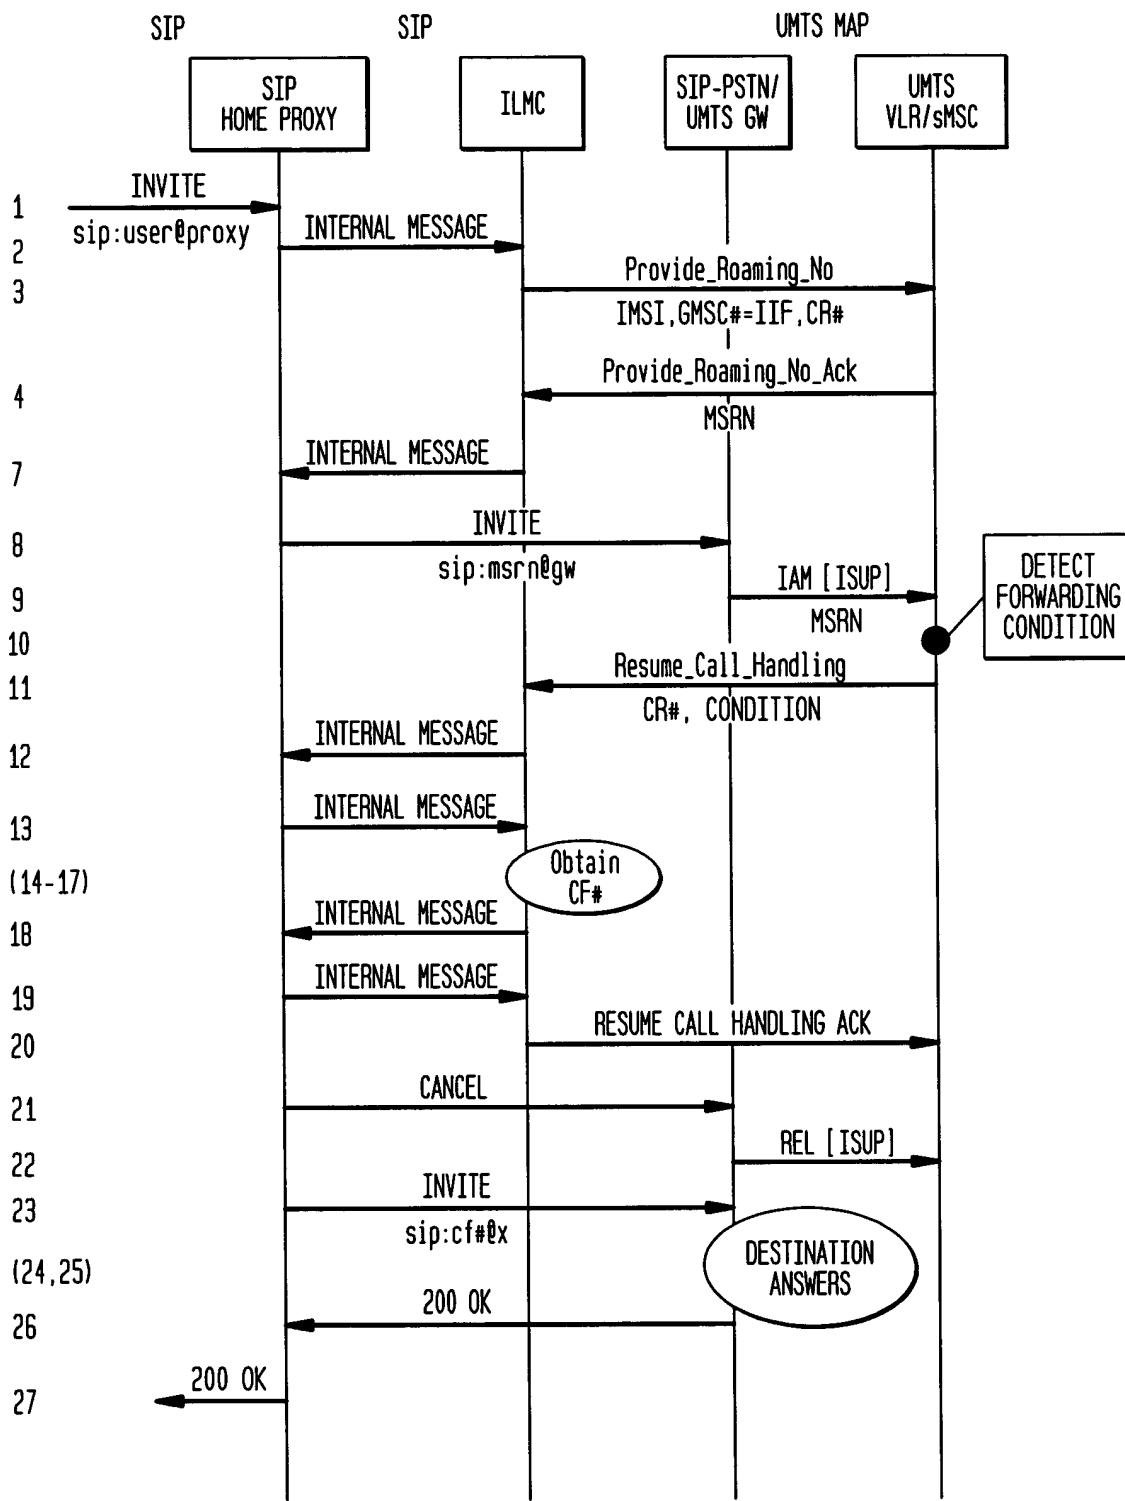 SIP
SIP
UMTS MAP
SIP
HOME PROXY
ILMC
SIP-PSTN/
UMTS GW
UMTS
VLR/sMSC
1
INVITE
sip:user@proxy
2
INTERNAL MESSAGE
3
Provide_Roaming_No
IMSI,GMSC#=IIF,CR#
4
Provide_Roaming_No_Ack
MSRN
7
INTERNAL MESSAGE
8
INVITE
sip:msrn@gw
9
IAM [ISUP]
MSRN
DETECT
FORWARDING
CONDITION
10
11
Resume_Call_Handling
CR#, CONDITION
12
INTERNAL MESSAGE
13
INTERNAL MESSAGE
(14-17)
Obtain
CF#
18
INTERNAL MESSAGE
19
INTERNAL MESSAGE
20
RESUME CALL HANDLING ACK
21
CANCEL
22
REL [ISUP]
23
INVITE
sip:cf#@x
(24,25)
DESTINATION
ANSWERS
26
200 OK
27
200 OK